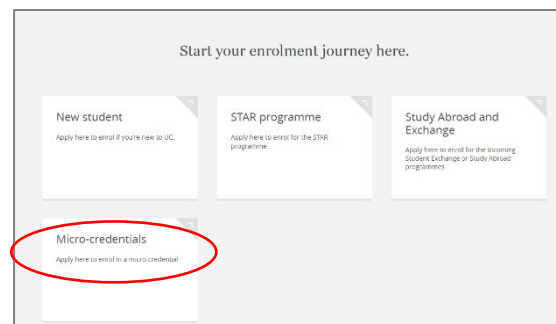 Start your enrolment journey here.
New student
Apply here to enrol if you're new to UC.
STAR programme
Apply here to enrol for the STAR
programme
Study Abroad and
Exchange
Apply here to enrol for the Incoming
Student Exchange or Study Abroad
programmes
Micro-credentials
Apply here to enrol in a micro-credential